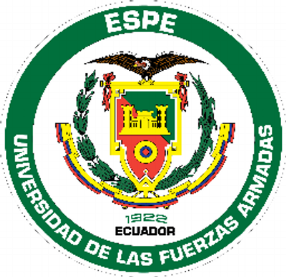 ESPE
1922
ECUADOR
UNIVERSIDAD DE LAS FUERZAS ARMADAS